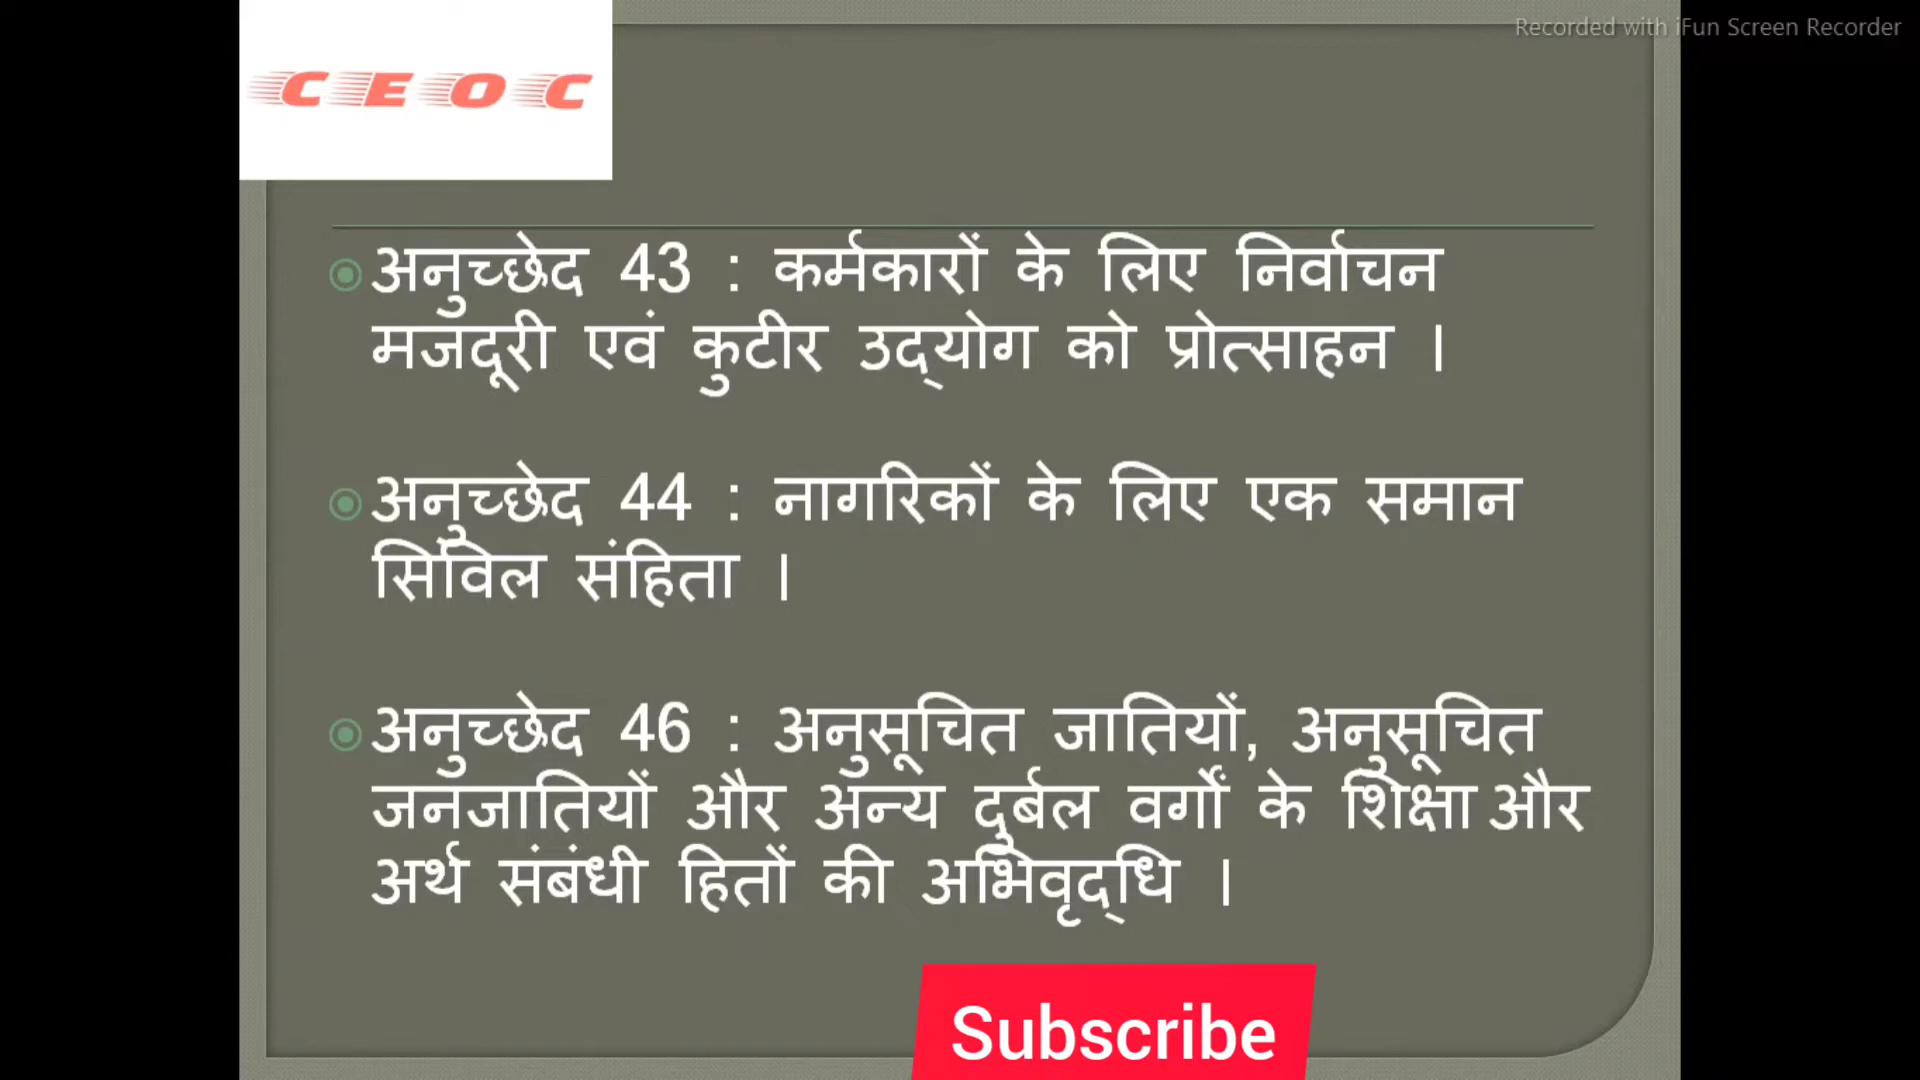 Recorded with iFun Screen Recorder
CEOC
अनुच्छेद 43 : कर्मकारों के लिए निर्वाचन
मजदूरी एवं कुटीर उद्‌योग को प्रोत्साहन ।
अनुच्छेद 44 : नागरिकों के लिए एक समान
सिविल संहिता ।
अनुच्छेद 46 : अनुसूचित जातियों, अनुसूचित
जनजातियों और अन्य दुर्बल वर्गों के शिक्षा और
अर्थ संबंधी हितों की अभिवृद्‌धि ।
Subscribe